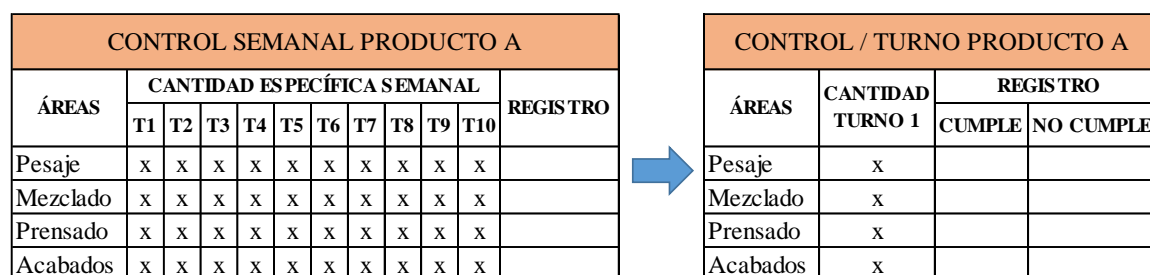 CONTROL SEMANAL PRODUCTO A
ÁREAS CANTIDAD ESPECÍFICA SEMANAL REGISTRO
T1 T2 T3 T4 T5 T6 T7 T8 T9 T10
Pesaje x x x x x x x x x x
Mezclado x x x x x x x x x x
Prensado x x x x x x x x x x
Acabados x x x x x x x x x x
CONTROL / TURNO PRODUCTO A
ÁREAS CANTIDAD TURNO 1 REGISTRO
CUMPLE NO CUMPLE
Pesaje x
Mezclado x
Prensado x
Acabados x